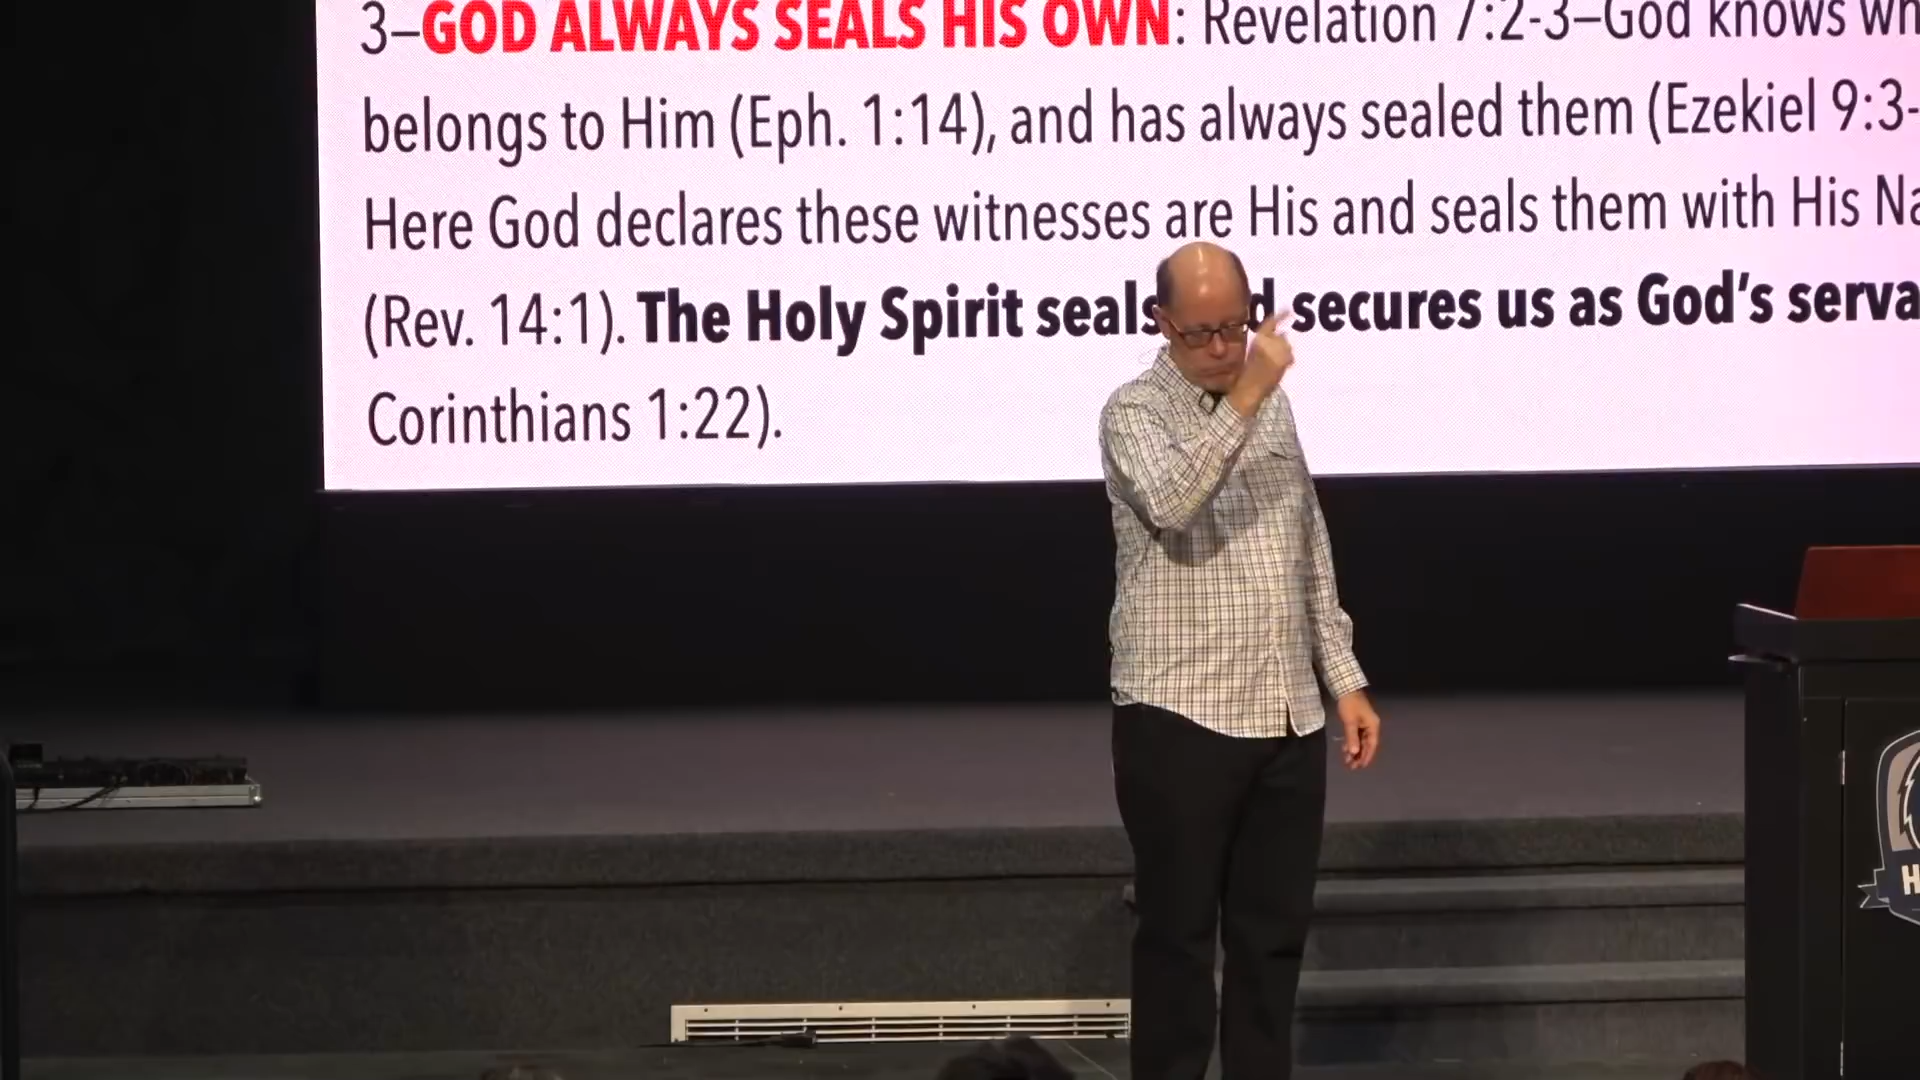 3–GOD ALWAYS SEALS HIS OWN: Revelation 7:2-3–God knows wh
belongs to Him (Eph. 1:14), and has always sealed them (Ezekiel 9:3-
Here God declares these witnesses are His and seals them with His Na
(Rev. 14:1). The Holy Spirit seals d secures us as God's serva
Corinthians 1:22).
H